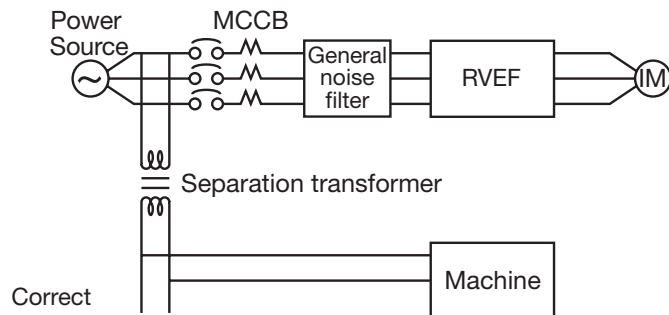 Power
Source
MCCB
General
noise
filter
RVEF
IM
Separation transformer
Machine
Correct